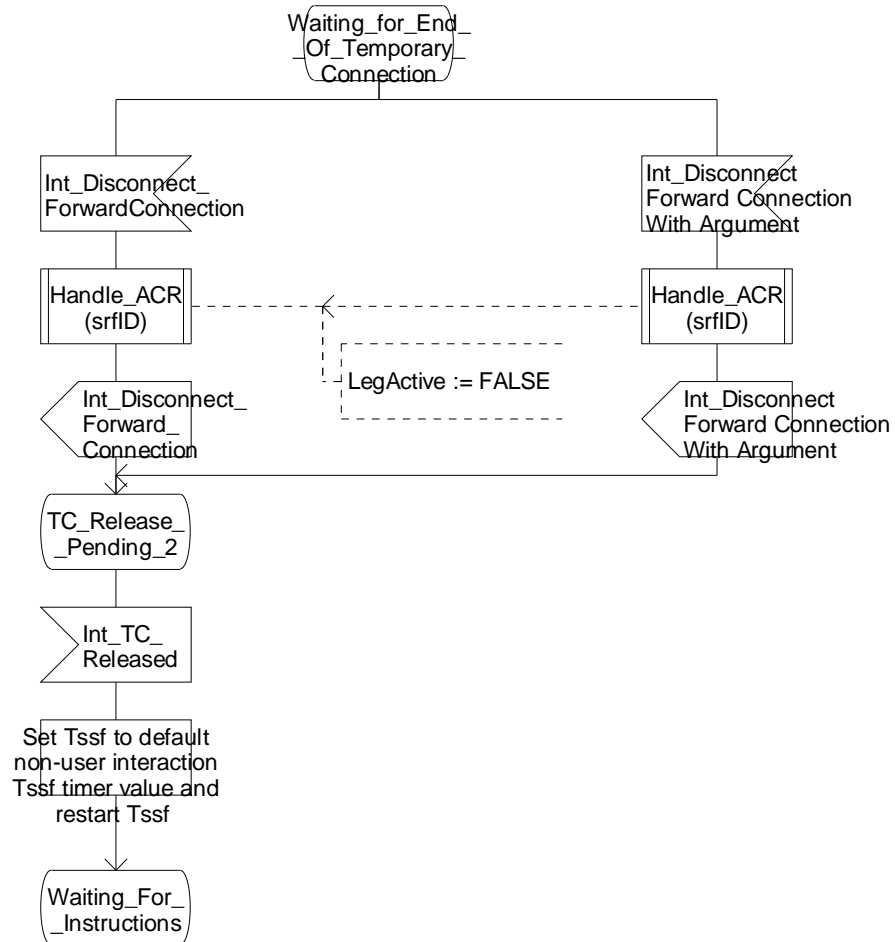 Waiting_for_End_
_Of_Temporary_
Connection
Int_Disconnect_
ForwardConnection
Int_Disconnect
Forward Connection
With Argument
Handle_ACR
(srfID)
Handle_ACR
(srfID)
LegActive := FALSE
Int_Disconnect_
Forward_
Connection
Int_Disconnect
Forward Connection
With Argument
TC_Release_
_Pending_2
Int_TC_
Released
Set Tssf to default
non-user interaction
Tssf timer value and
restart Tssf
Waiting_For_
_Instructions